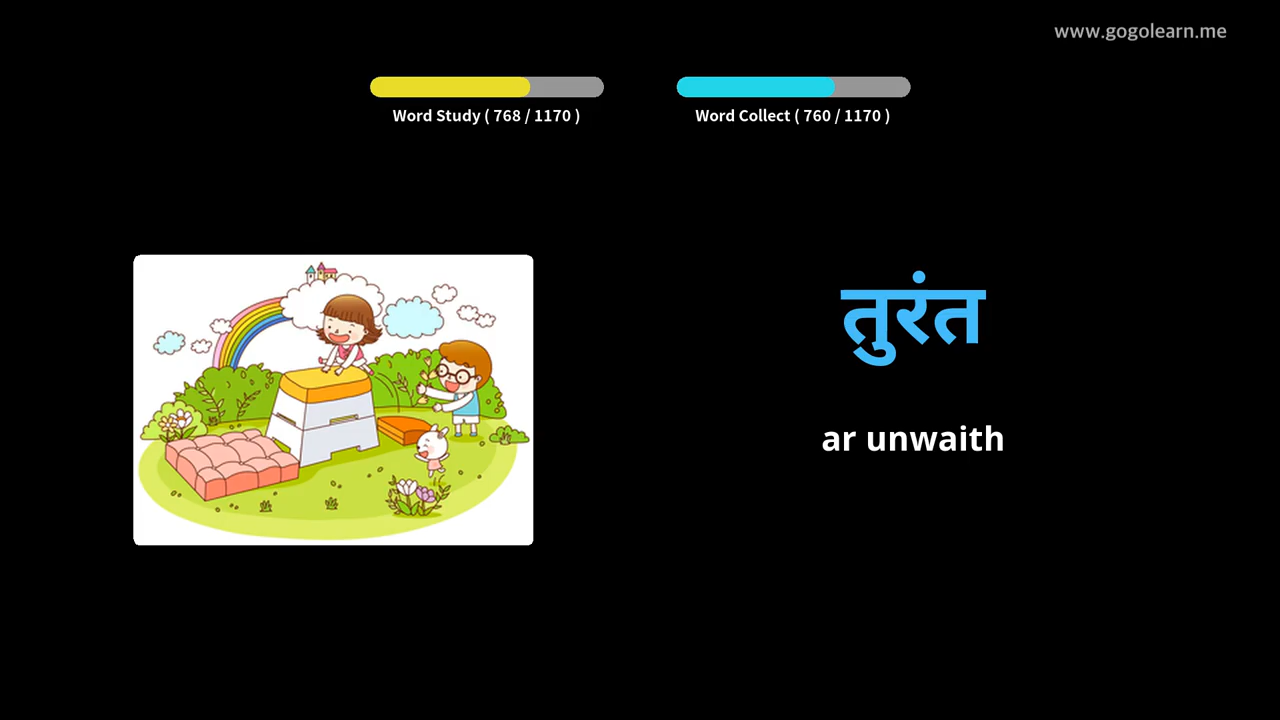 www.gogolearn.me
Word Study ( 768 / 1170 )
Word Collect ( 760 / 1170 )
तुरंत
ar unwaith